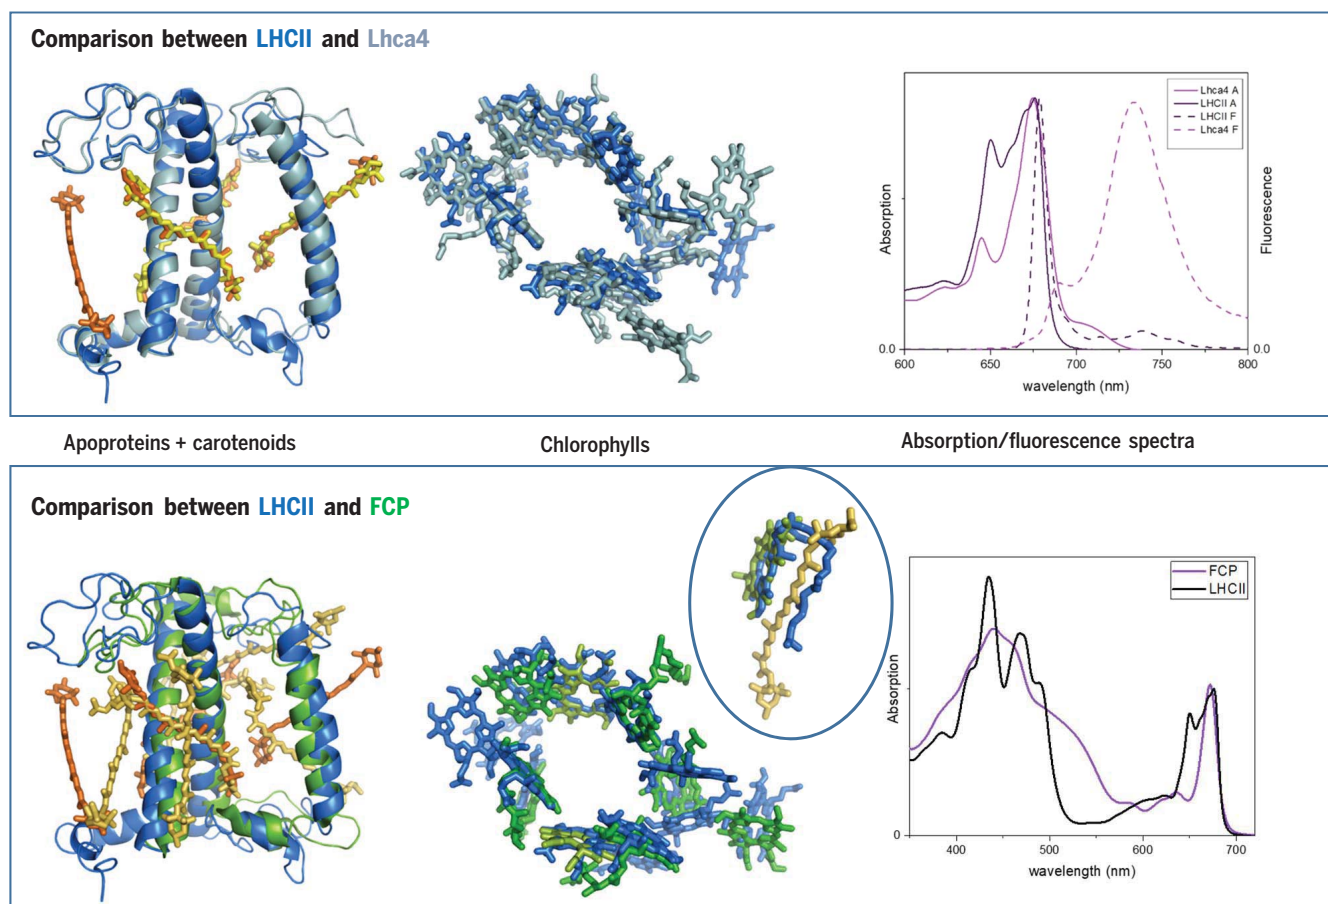 Comparison between LHCII and Lhca4
Lhca4 A
LHCII A
LHCII F
Lhca4 F
Absorption
Fluorescence
0.0
0.0
600
650
700
750
800
wavelength (nm)
Apoproteins + carotenoids
Chlorophylls
Absorption/fluorescence spectra
Comparison between LHCII and FCP
FCP
LHCII
Absorption
0
400
500
600
700
wavelength (nm)